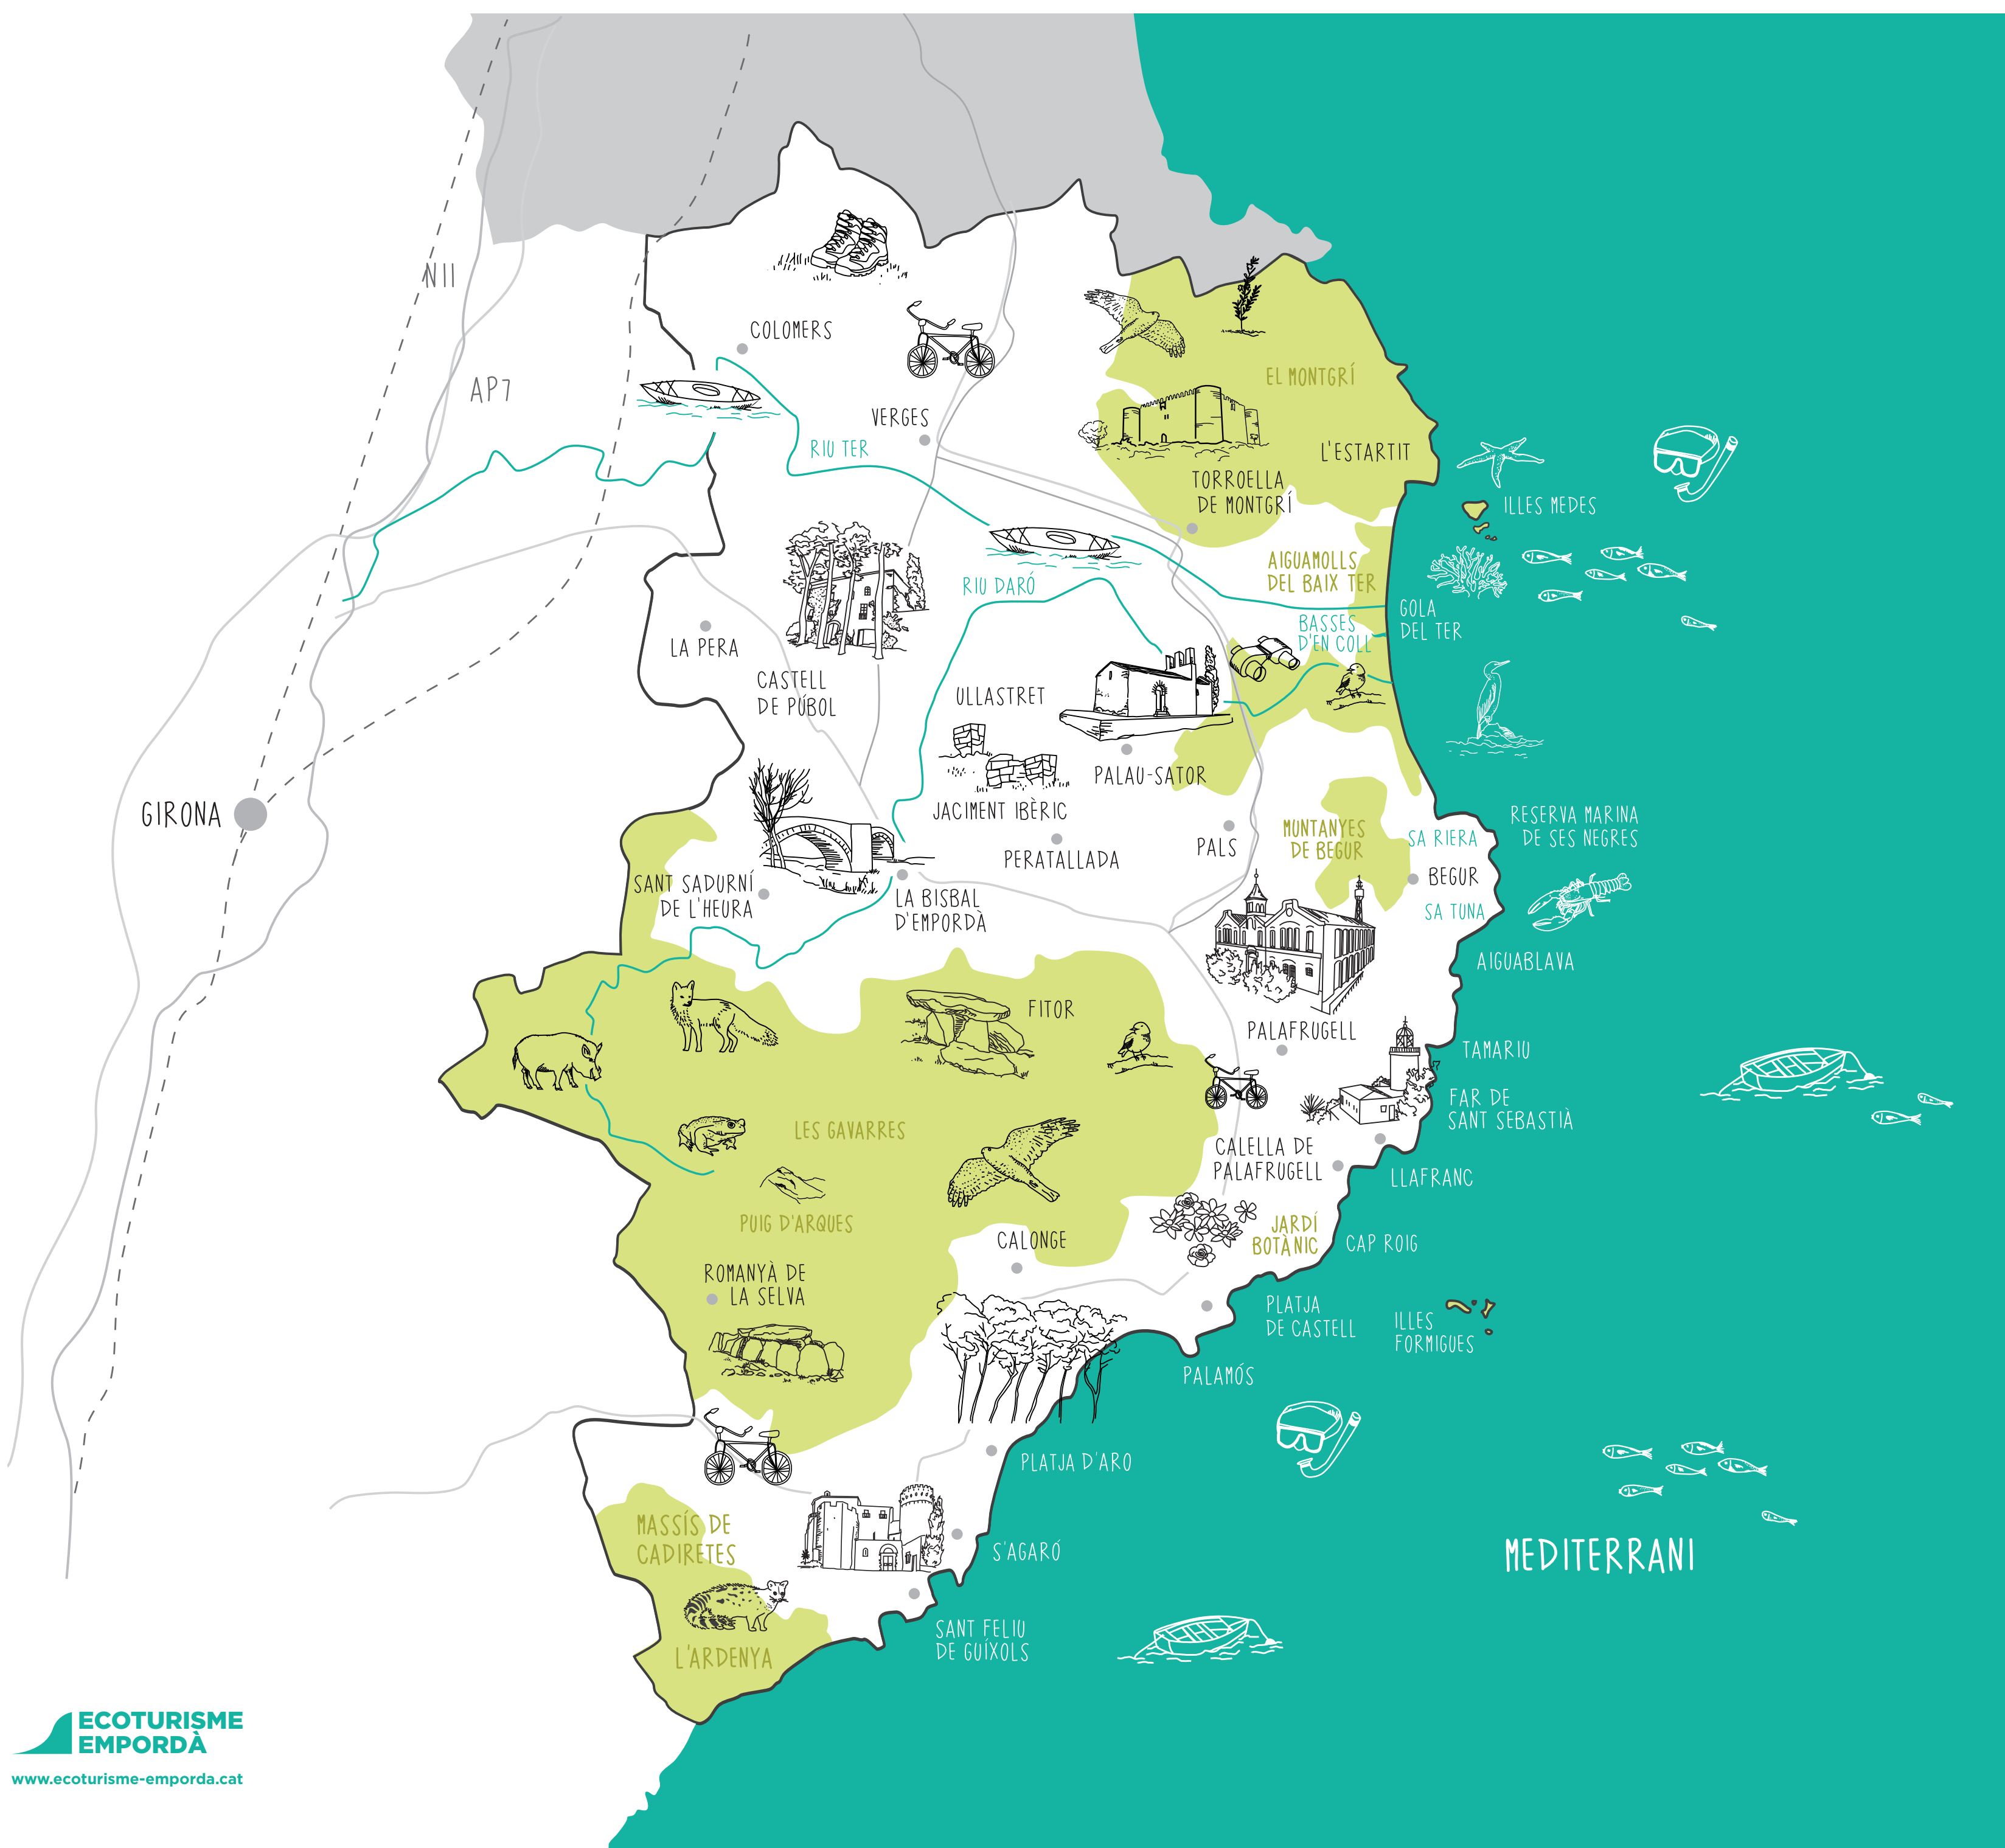 NII
COLOMERS
AP7
EL MONTGRÍ
VERGES
RIU TER
L'ESTARTIT
TORROELLA
DE MONTGRÍ
ILLES MEDES
AIGUAMOLLS
DEL BAIX TER
RIU DARÓ
GOLA
DEL TER
BASSES
D'EN COLL
LA PERA
CASTELL
DE PÚBOL
ULLASTRET
PALAU-SATOR
GIRONA
JACIMENT IBÈRIC
RESERVA MARINA
DE SES NEGRES
MUNTANYES
DE BEGUR
SA RIERA
PERATALLADA
PALS
BEGUR
SANT SADURNÍ
DE L'HEURA
LA BISBAL
D'EMPORDÀ
SA TUNA
AIGUABLAVA
FITOR
PALAFRUGELL
TAMARIU
FAR DE
SANT SEBASTIÀ
LES GAVARRES
CALELLA DE
PALAFRUGELL
LLAFRANC
PUIG D'ARQUES
JARDÍ
BOTÀNIC
CALONGE
CAP ROIG
ROMANYÀ DE
LA SELVA
PLATJA
DE CASTELL
ILLES
FORMIGUES
PALAMÓS
PLATJA D'ARO
MASSÍS DE
CADIRETES
S'AGARÓ
MEDITERRANI
SANT FELIU
DE GUÍXOLS
L'ARDENYA
ECOTURISME
EMPORDÀ
www.ecoturisme-emporda.cat